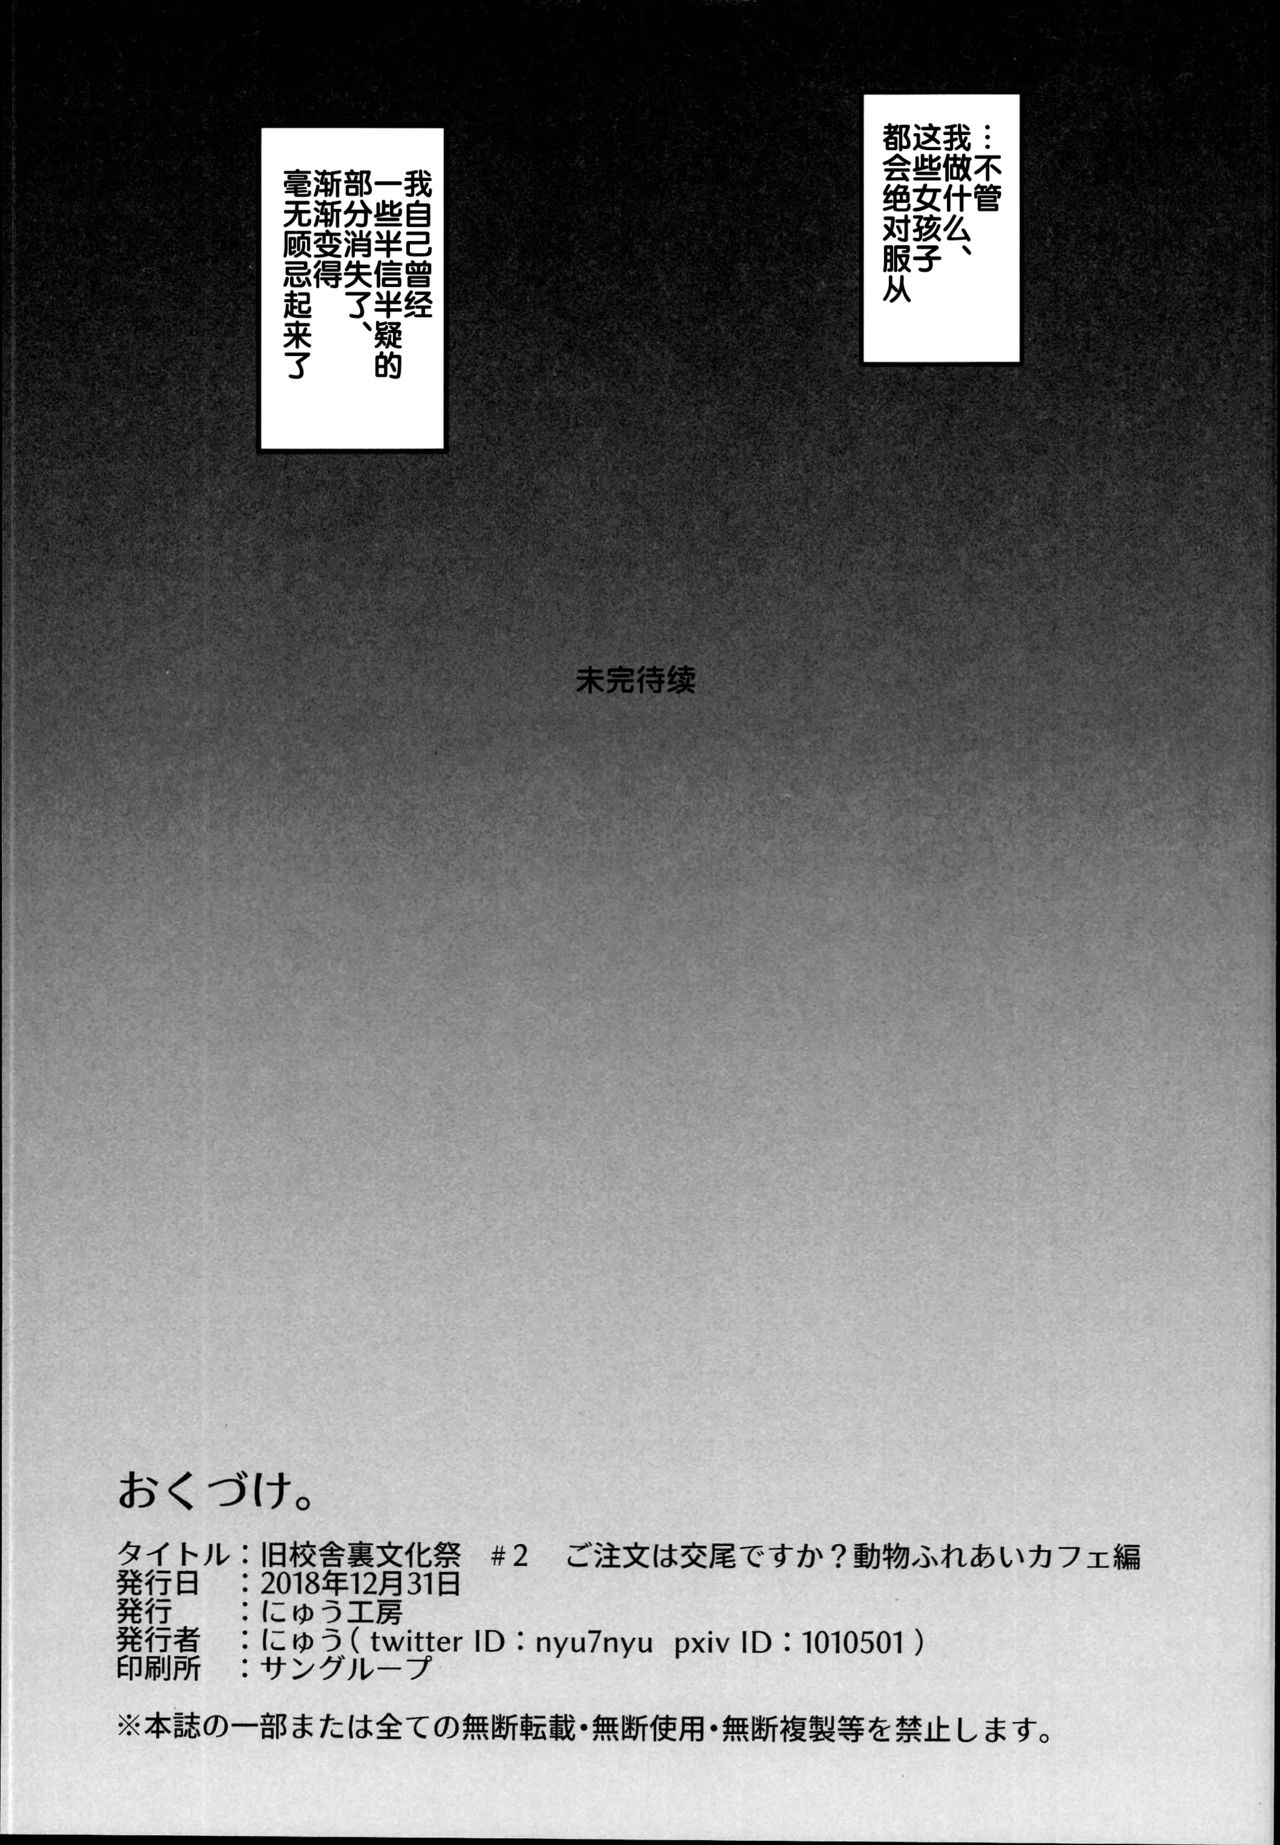 …不管
我做什么、
这些女孩子
都会绝对服从
我自己曾经
一些半信半疑的
部分消失了、
渐渐变得
毫无顾忌起来了
未完待续
おくづけ。
タイトル：旧校舎裏文化祭　#2　ご注文は交尾ですか？動物ふれあいカフェ編
発行日　：2018年12月31日
発行　　：にゅう工房
発行者　：にゅう( twitter ID：nyu7nyu  pxiv ID：1010501 )
印刷所　：サングループ
※本誌の一部または全ての無断転載・無断使用・無断複製等を禁止します。